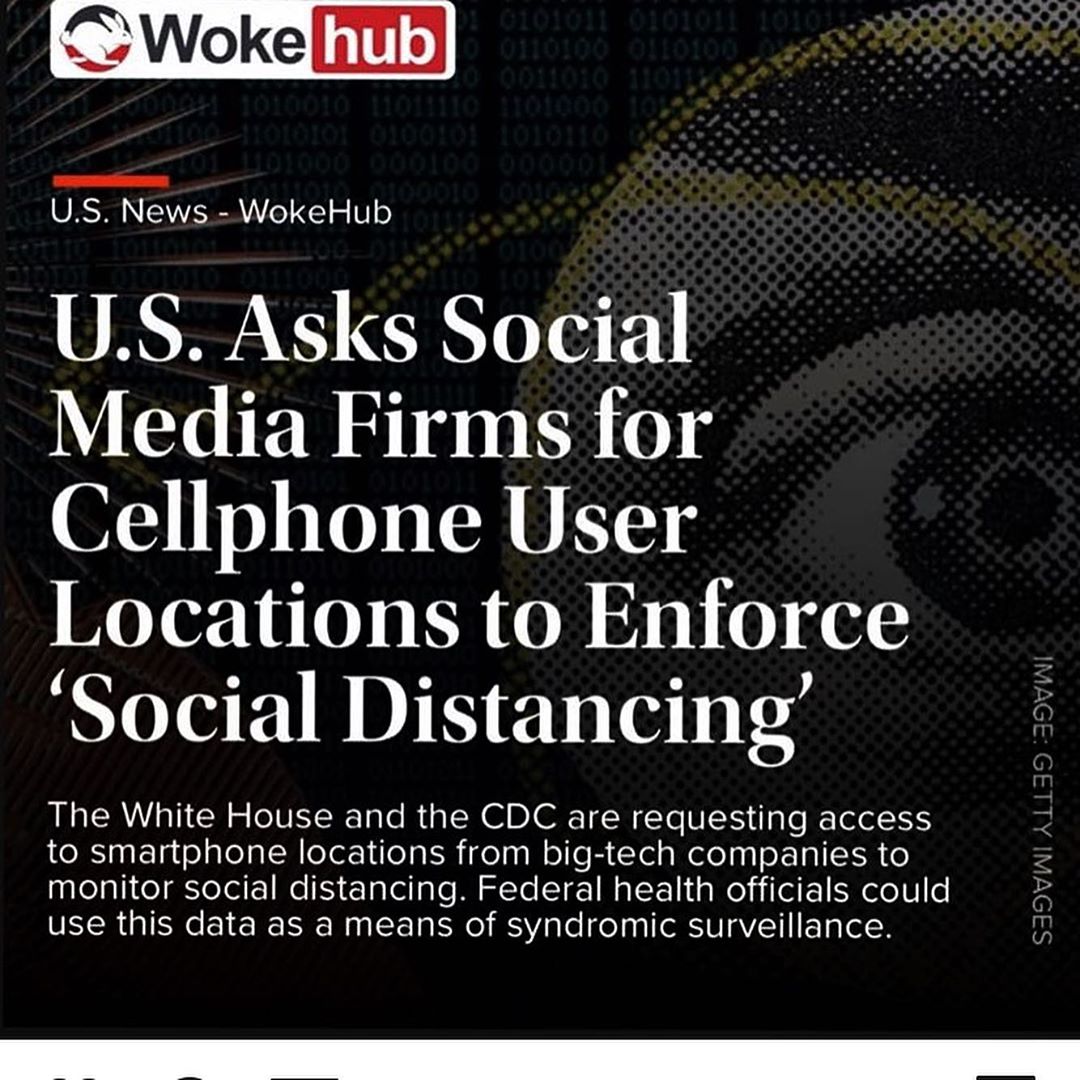 Woke hub
U.S. News - WokeHub
U.S. Asks Social
Media Firms for
Cellphone User
Locations to Enforce
‘Social Distancing’
The White House and the CDC are requesting access
to smartphone locations from big-tech companies to
monitor social distancing. Federal health officials could
use this data as a means of syndromic surveillance.
IMAGE: GETTY IMAGES